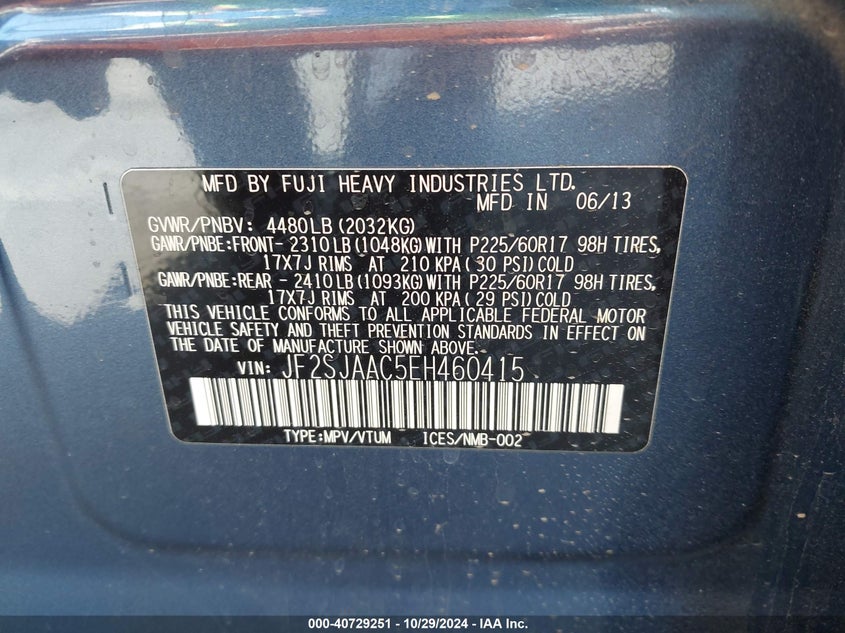 MFD BY FUJI HEAVY INDUSTRIES LTD.
MFD IN 06/13
GVWR/PNBV: 4480LB (2032KG)
GAWR/PNBE:FRONT- 2310LB (1048KG) WITH P225/60R17 98H TIRES,
17X7J RIMS AT 210 KPA( 30 PSI) COLD
GAWR/PNBE:REAR - 2410LB (1093KG) WITH P225/60R17 98H TIRES,
17X7J RIMS AT 200 KPA( 29 PSI) COLD
THIS VEHICLE CONFORMS TO ALL APPLICABLE FEDERAL MOTOR
VEHICLE SAFETY AND THEFT PREVENTION STANDARDS IN EFFECT ON
THE DATE OF MANUFACTURE SHOWN ABOVE.
VIN: JF2SJAAC5EH460415
TYPE:MPV/VTUM ICES/NMB-002
000-40729251 - 10/29/2024 - IAA Inc.